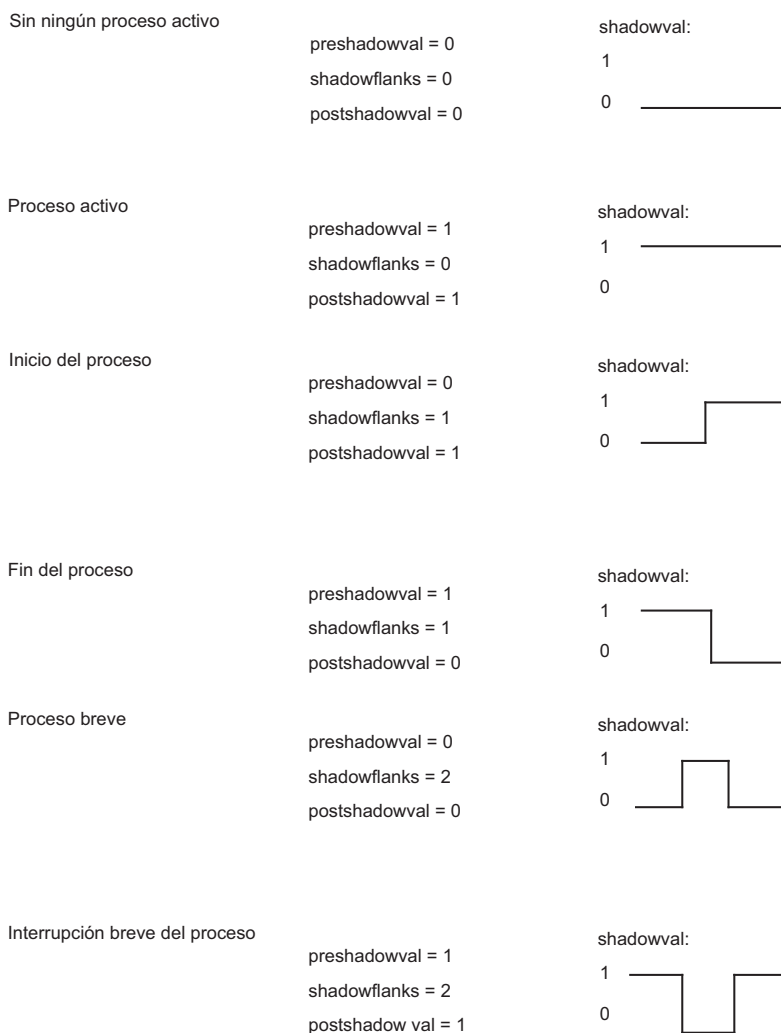 Sin ningún proceso activo
preshadowval = 0
shadowflanks = 0
postshadowval = 0
shadowval:
1
0
Proceso activo
preshadowval = 1
shadowflanks = 0
postshadowval = 1
shadowval:
1
0
Inicio del proceso
preshadowval = 0
shadowflanks = 1
postshadowval = 1
shadowval:
1
0
Fin del proceso
preshadowval = 1
shadowflanks = 1
postshadowval = 0
shadowval:
1
0
Proceso breve
preshadowval = 0
shadowflanks = 2
postshadowval = 0
shadowval:
1
0
Interrupción breve del proceso
preshadowval = 1
shadowflanks = 2
postshadow val = 1
shadowval:
1
0